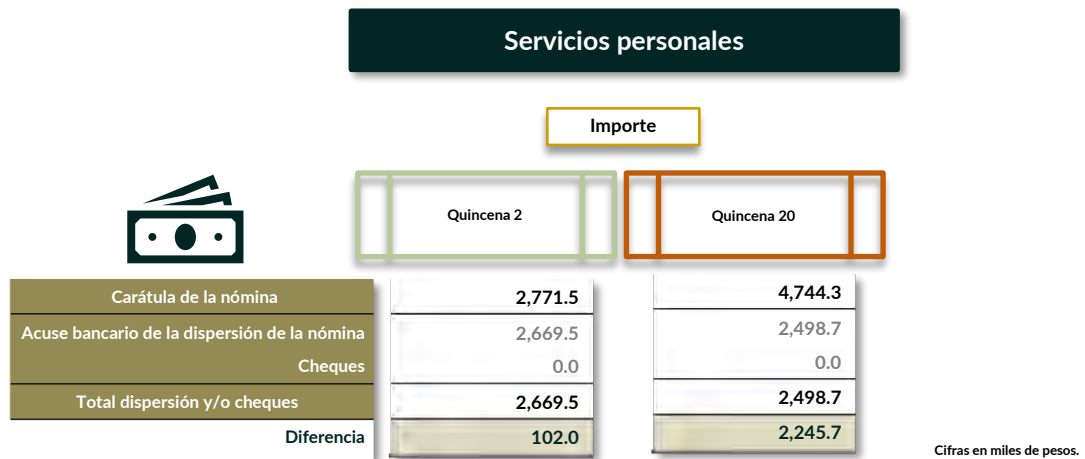 Servicios personales
Importe
Quincena 2
Quincena 20
Carátula de la nómina 2,771.5 4,744.3
Acuse bancario de la dispersión de la nómina 2,669.5 2,498.7
Cheques 0.0 0.0
Total dispersión y/o cheques 2,669.5 2,498.7
Diferencia 102.0 2,245.7
Cifras en miles de pesos.